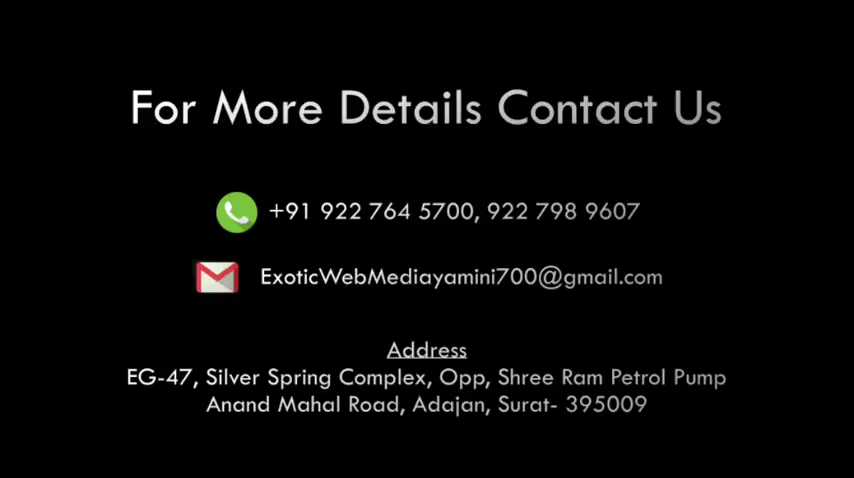 For More Details Contact Us
+91 922 764 5700, 922 798 9607
ExoticWebMediayamini700@gmail.com
Address
EG-47, Silver Spring Complex, Opp, Shree Ram Petrol Pump
Anand Mahal Road, Adajan, Surat- 395009